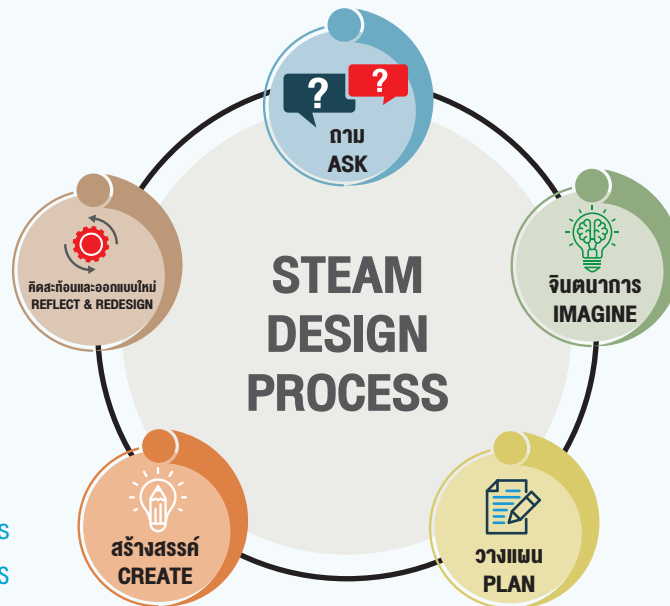 ?
?
ถาม
ASK
จินตนาการ
IMAGINE
วางแผน
PLAN
สร้างสรรค์
CREATE
คิดสะท้อนและออกแบบใหม่
REFLECT & REDESIGN
STEAM
DESIGN
PROCESS